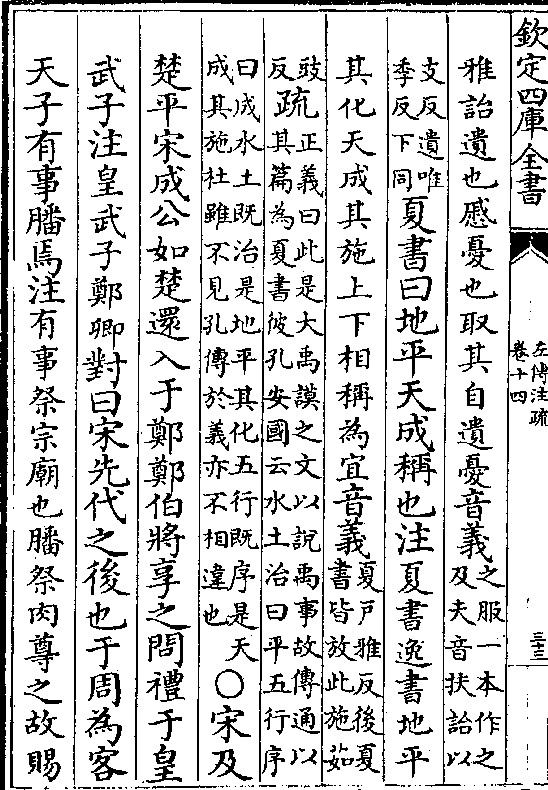 欽定四庫全書
左傳注疏
卷十四
三三
雅詒遺也慼憂也取其自遺憂音義之服一本作之及夫音扶詒以
支反遺唯季反下同夏書曰地平天成稱也注夏書逸書地平
其化天成其施上下相稱為宜音義夏戶雅反後夏書皆放此施茹
豉反疏正義曰此是大禹謨之文以說禹事故傳通以其篇為夏書彼孔安國云水土治曰平五行序
曰成水土既治是地平其化五行既序是天成其施杜雖不見孔傳於義亦不相違也○宋及
楚平宋成公如楚還入于鄭鄭伯將享之問禮于皇
武子注皇武子鄭卿對曰宋先代之後也于周為客
天子有事膰焉注有事祭宗廟也膰祭肉尊之故賜